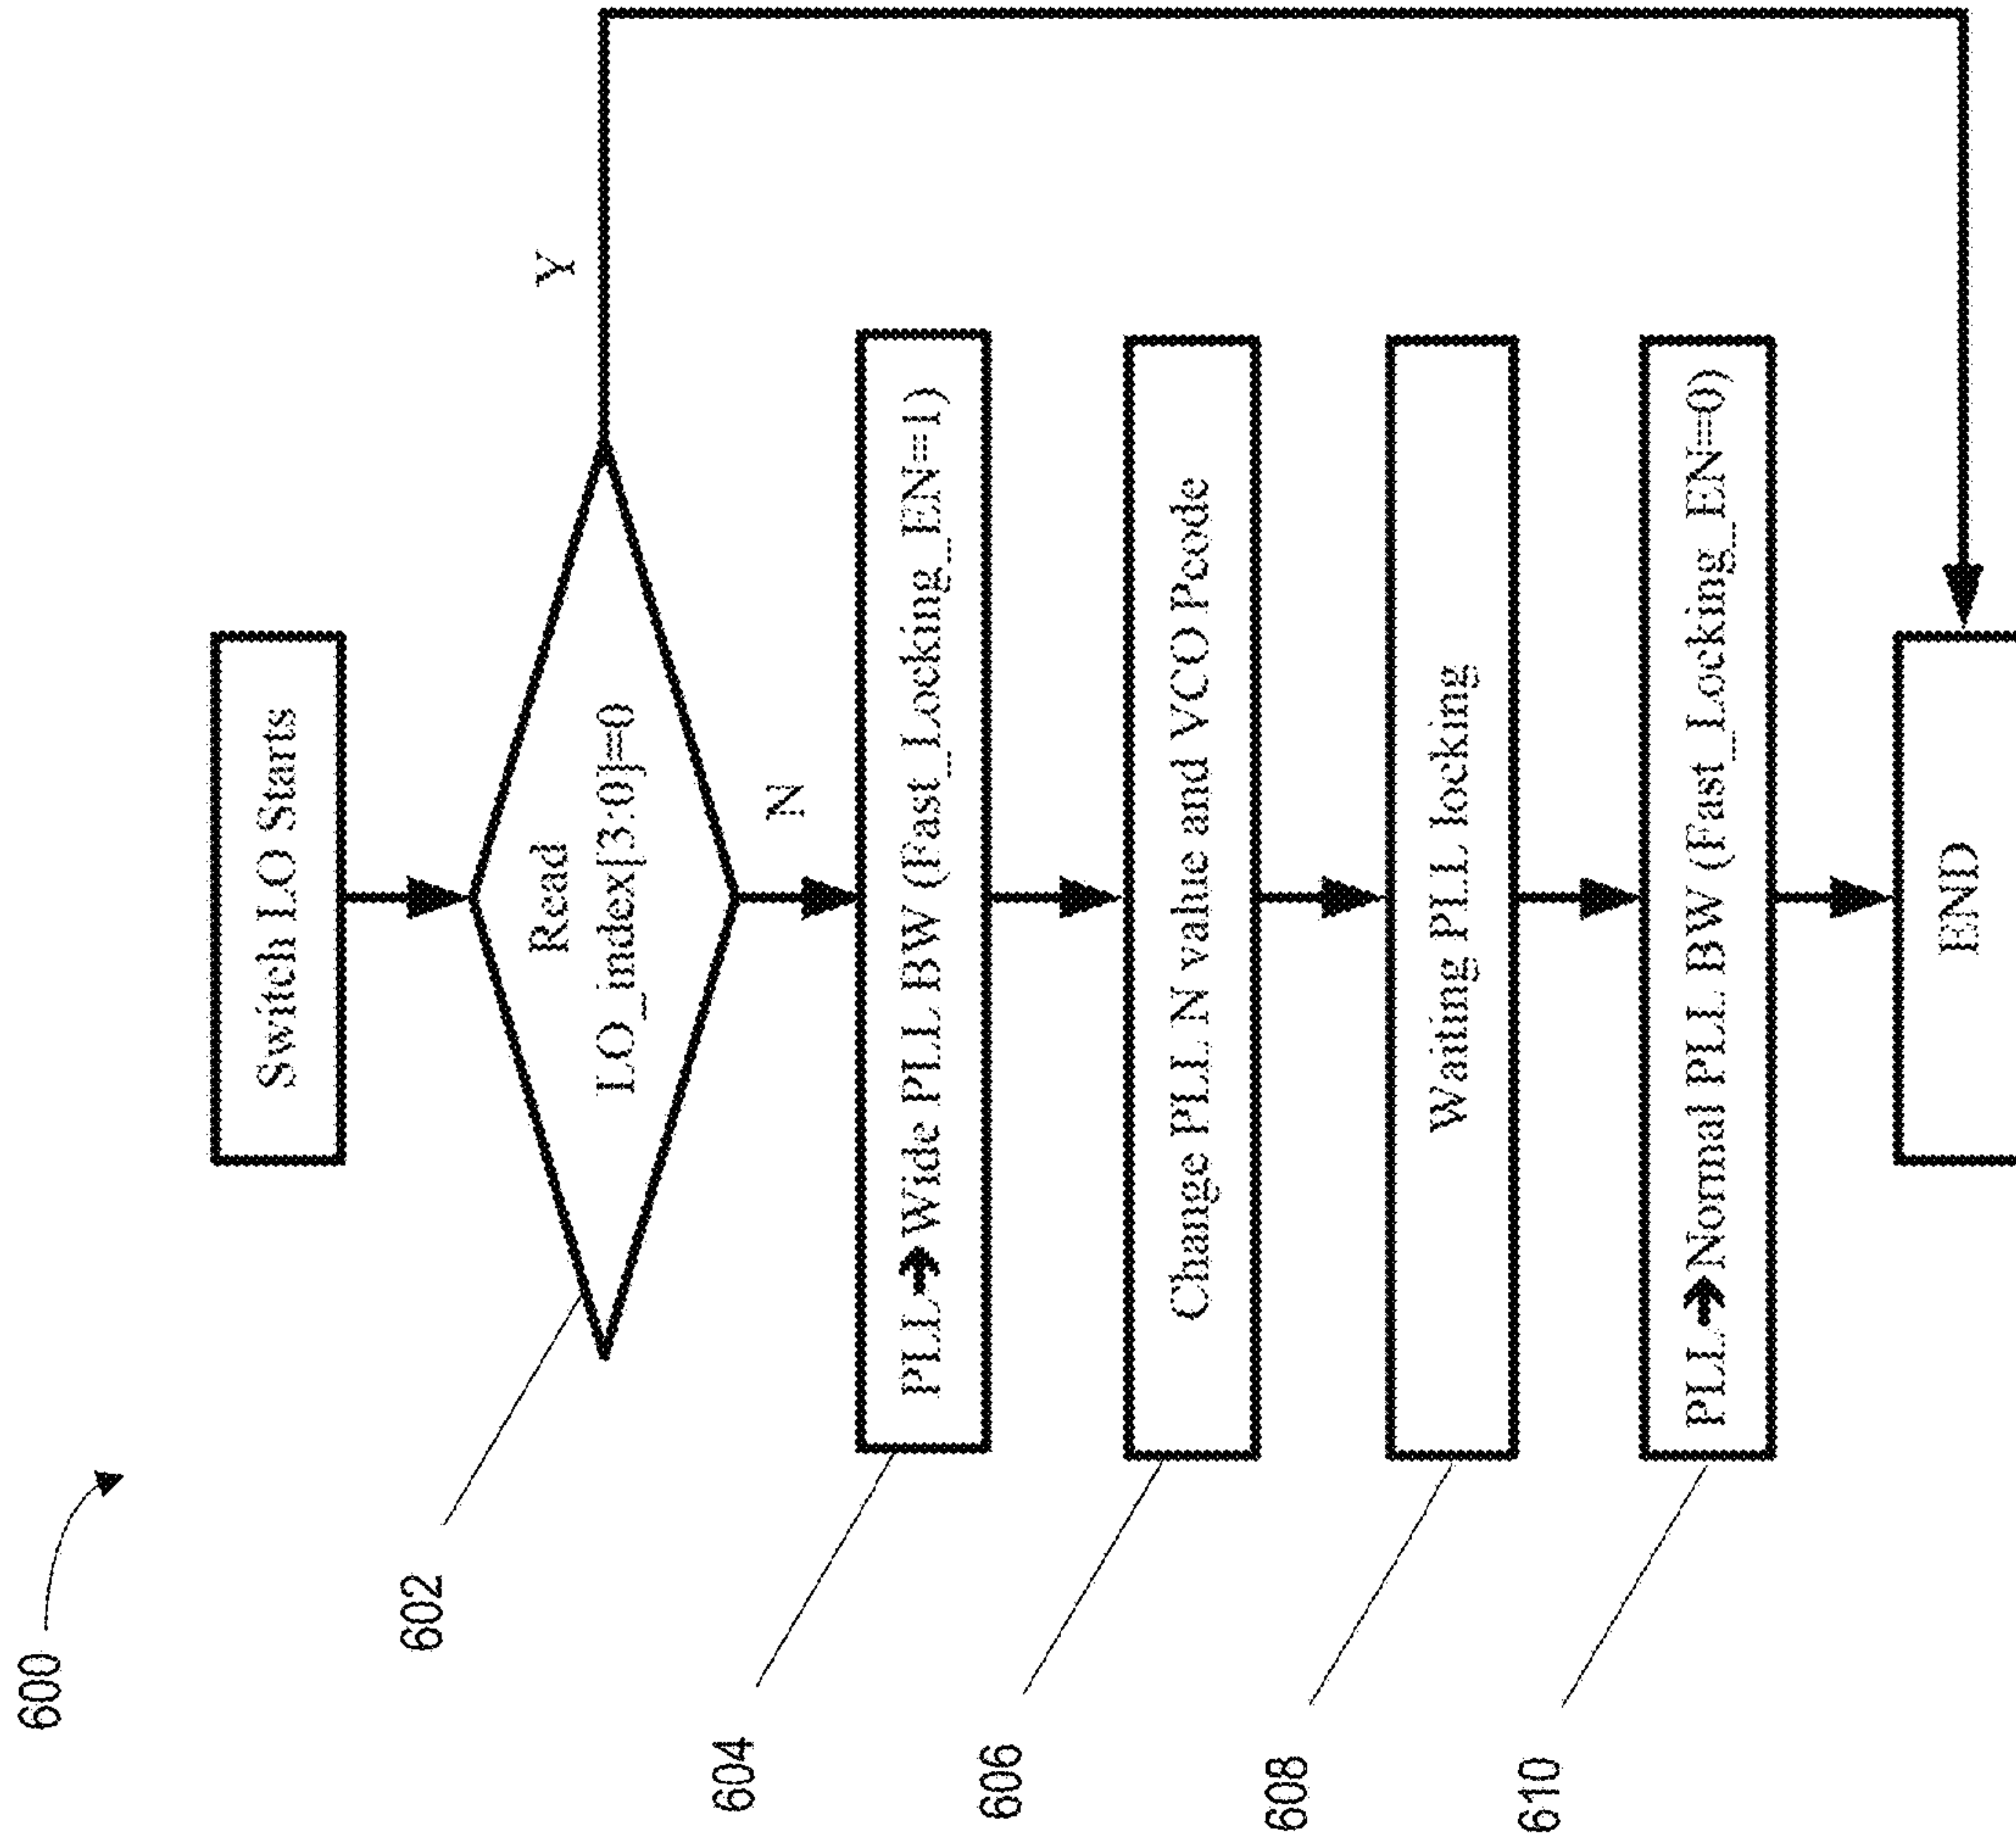 600
Switch LO Starts
602
Read
LO_index[3:0]=0
Y
N
604
PLL➔Wide PLL BW (Fast_Locking_EN=1)
606
Change PLL N value and VCO Pcode
608
Waiting PLL locking
610
PLL➔Normal PLL BW (Fast_Locking_EN=0)
END